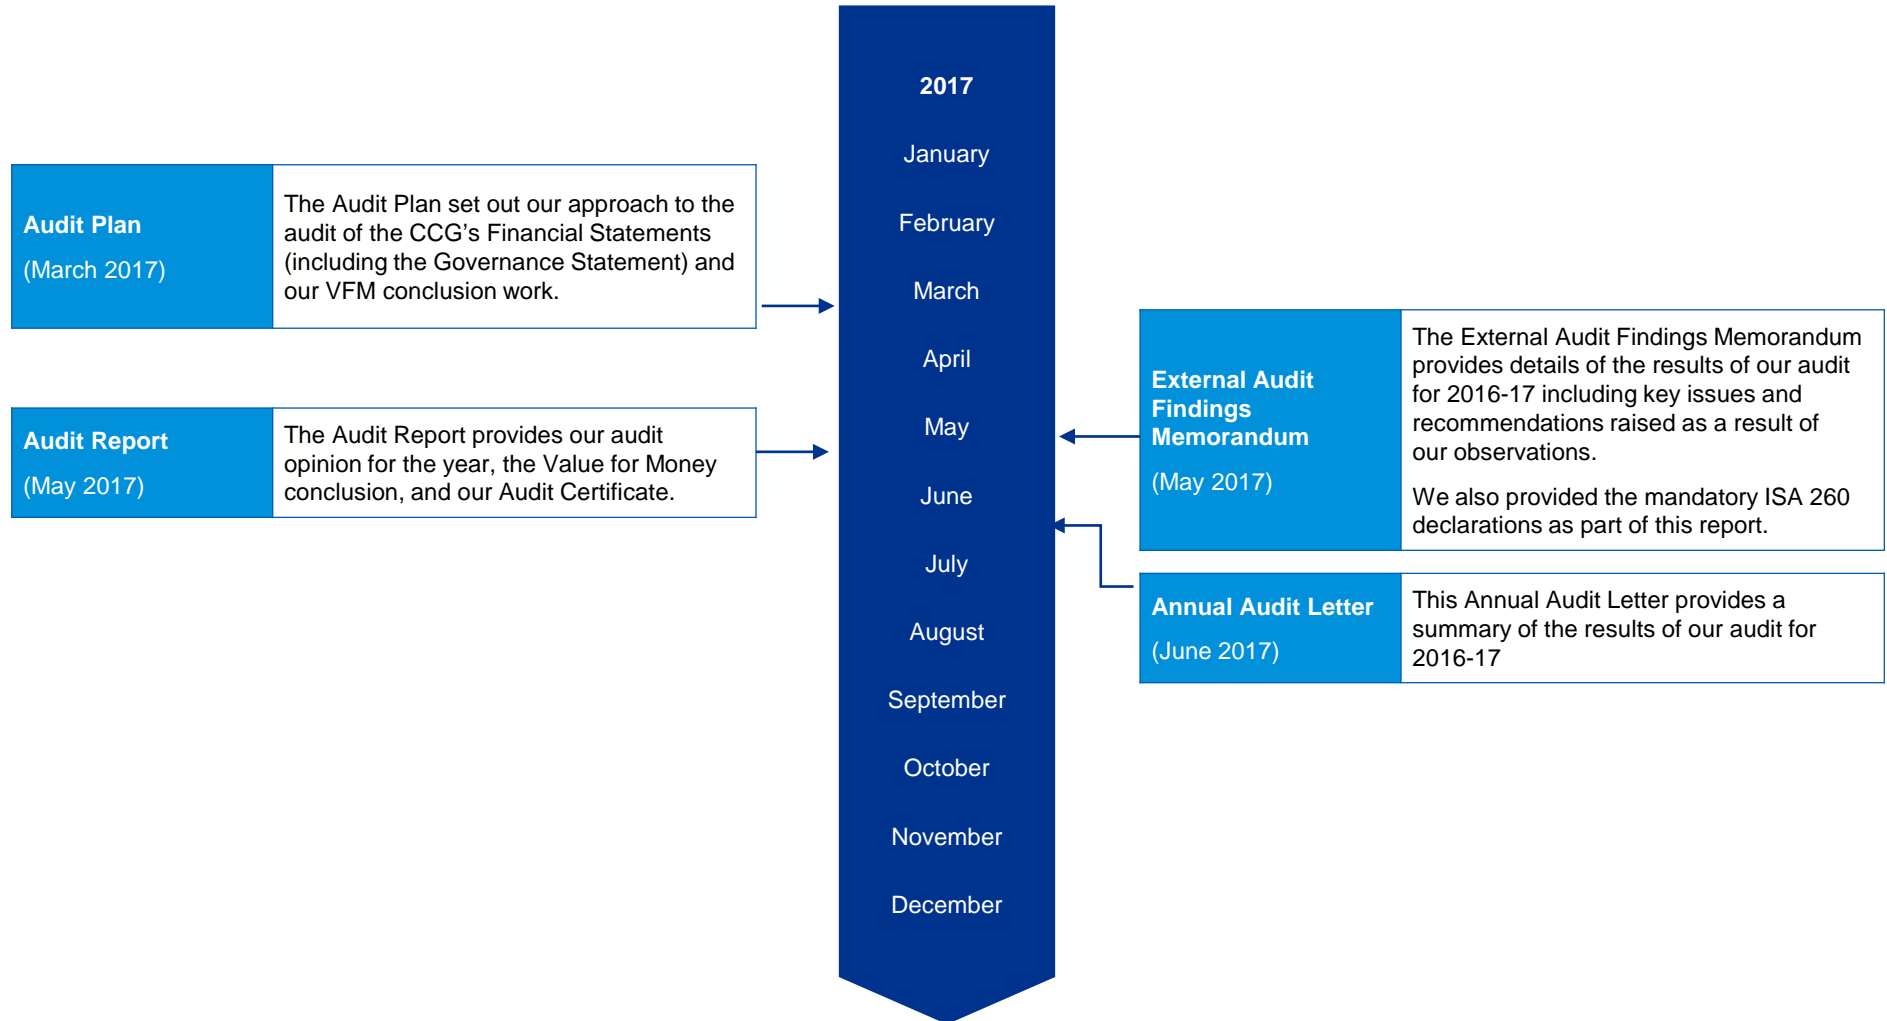 2017
January
February
March
April
May
June
July
August
September
October
November
December
Audit Plan
(March 2017)
The Audit Plan set out our approach to the
audit of the CCG's Financial Statements
(including the Governance Statement) and
our VFM conclusion work.
Audit Report
(May 2017)
The Audit Report provides our audit
opinion for the year, the Value for Money
conclusion, and our Audit Certificate.
External Audit
Findings
Memorandum
(May 2017)
The External Audit Findings Memorandum
provides details of the results of our audit
for 2016-17 including key issues and
recommendations raised as a result of
our observations.
We also provided the mandatory ISA 260
declarations as part of this report.
Annual Audit Letter
(June 2017)
This Annual Audit Letter provides a
summary of the results of our audit for
2016-17